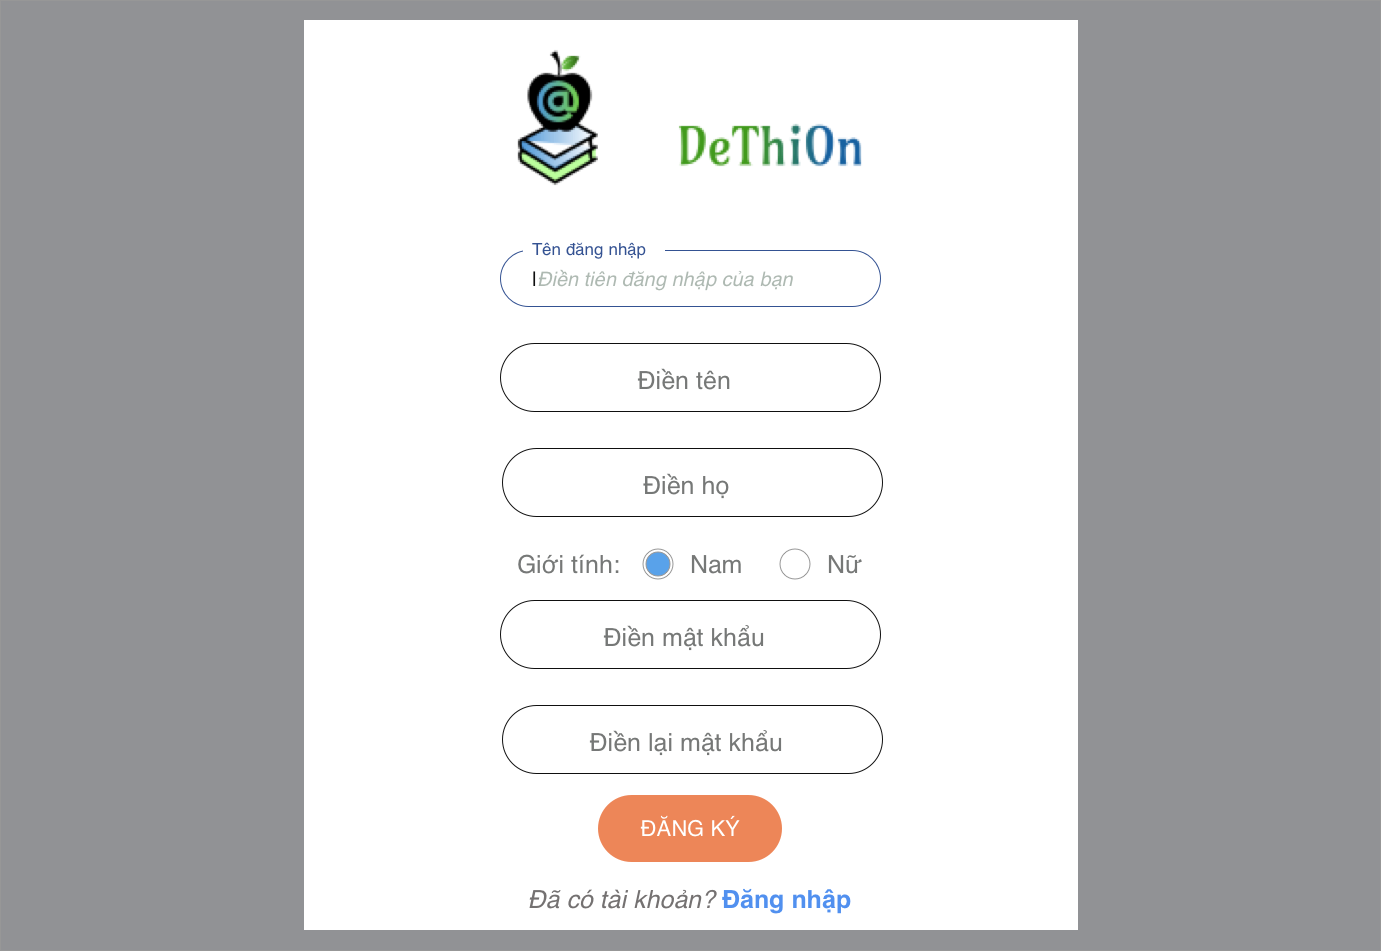 @
DeThiOn
Tên đăng nhập
Điền tiên đăng nhập của bạn
Điền tên
Điền họ
Giới tính: Nam Nữ
Điền mật khẩu
Điền lại mật khẩu
ĐĂNG KÝ
Đã có tài khoản? Đăng nhập